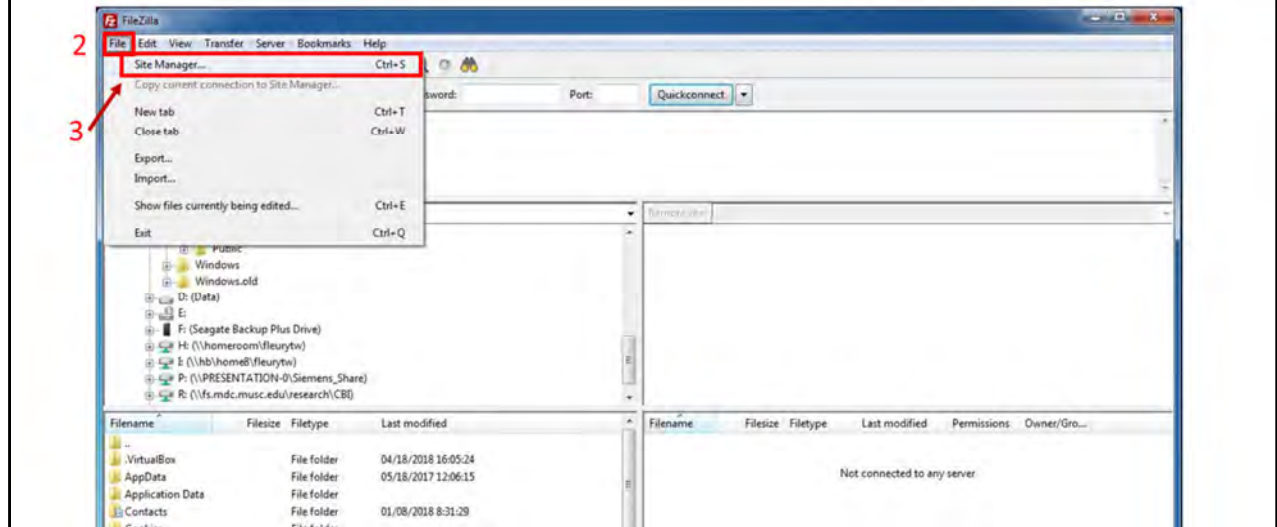 FileZilla
2
File Edit View Transfer Server Bookmarks Help
Site Manager... Ctrl+S
Copy current connection to Site Manager...
sword: Port: Quickconnect
3
New tab Ctrl+T
Close tab Ctrl+W
Export...
Import...
Show files currently being edited... Ctrl+E
Remote site:
Exit Ctrl+Q
Public
Windows
Windows.old
D: (Data)
E:
F: (Seagate Backup Plus Drive)
H: (\\homeroom\fleurytw)
I: (\\hb\home8\fleurytw)
P: (\\PRESENTATION-0\Siemens_Share)
R: (\\fs.mdc.musc.edu\research\CBI)
Filename Filesize Filetype Last modified Filename Filesize Filetype Last modified Permissions Owner/Gro...
..
.VirtualBox File folder 04/18/2018 16:05:24
AppData File folder 05/18/2017 12:06:15 Not connected to any server
Application Data File folder
Contacts File folder 01/08/2018 8:31:29